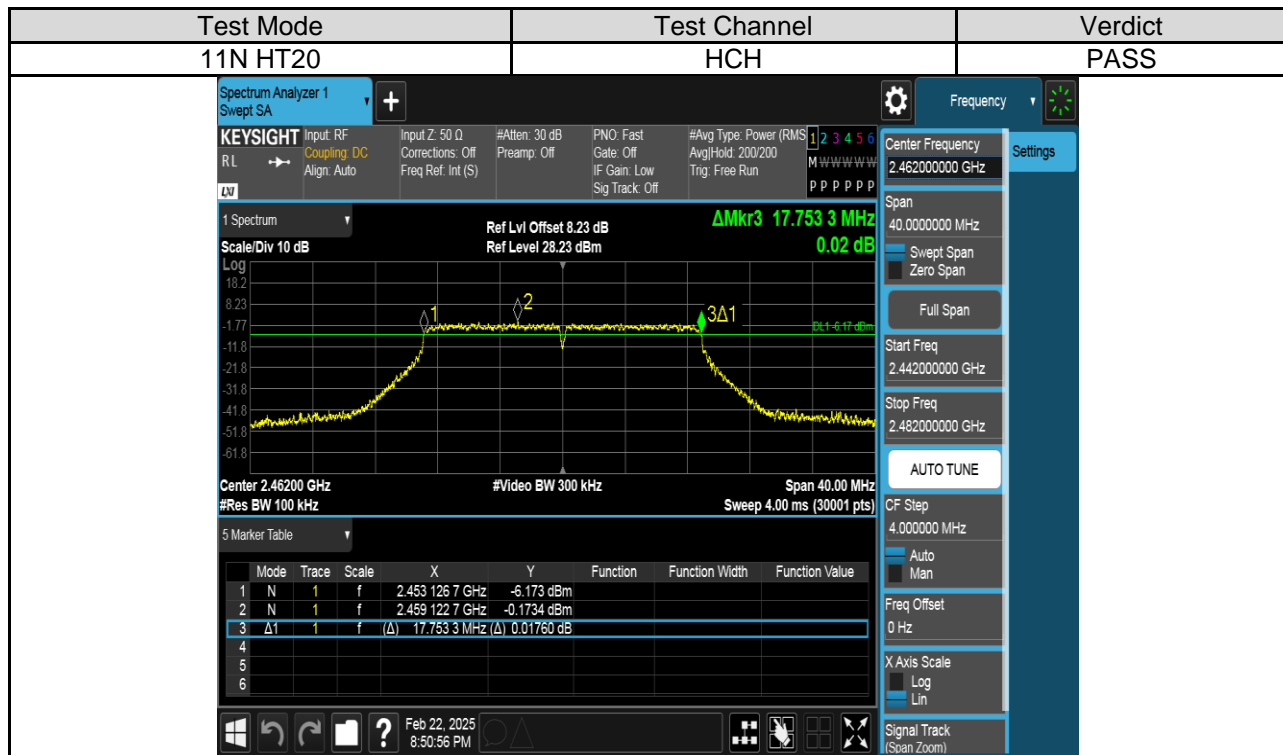 Test Mode Test Channel Verdict
11N HT20 HCH PASS
Spectrum Analyzer 1
Swept SA
+
Frequency
KEYSIGHT
RL
LXI
Input: RF
Coupling: DC
Align: Auto
Input Z: 50 Ω
Corrections: Off
Freq Ref: Int (S)
#Atten: 30 dB
Preamp: Off
PNO: Fast
Gate: Off
IF Gain: Low
Sig Track: Off
#Avg Type: Power (RMS
Avg|Hold: 200/200
Trig: Free Run
1 2 3 4 5 6
M W W W W W
P P P P P P
1 Spectrum
Scale/Div 10 dB
Ref Lvl Offset 8.23 dB
Ref Level 28.23 dBm
ΔMkr3 17.753 3 MHz
0.02 dB
Log
18.2
8.23
-1.77
-11.8
-21.8
-31.8
-41.8
-51.8
-61.8
1
2
3Δ1
DL1 -6.17 dBm
Center 2.46200 GHz #Video BW 300 kHz Span 40.00 MHz
#Res BW 100 kHz Sweep 4.00 ms (30001 pts)
5 Marker Table
Mode Trace Scale X Y Function Function Width Function Value
1 N 1 f 2.453 126 7 GHz -6.173 dBm
2 N 1 f 2.459 122 7 GHz -0.1734 dBm
3 Δ1 1 f (Δ) 17.753 3 MHz (Δ) 0.01760 dB
4
5
6
?
Feb 22, 2025
8:50:56 PM
Center Frequency
2.462000000 GHz
Settings
Span
40.0000000 MHz
Swept Span
Zero Span
Full Span
Start Freq
2.442000000 GHz
Stop Freq
2.482000000 GHz
AUTO TUNE
CF Step
4.000000 MHz
Auto
Man
Freq Offset
0 Hz
X Axis Scale
Log
Lin
Signal Track
(Span Zoom)